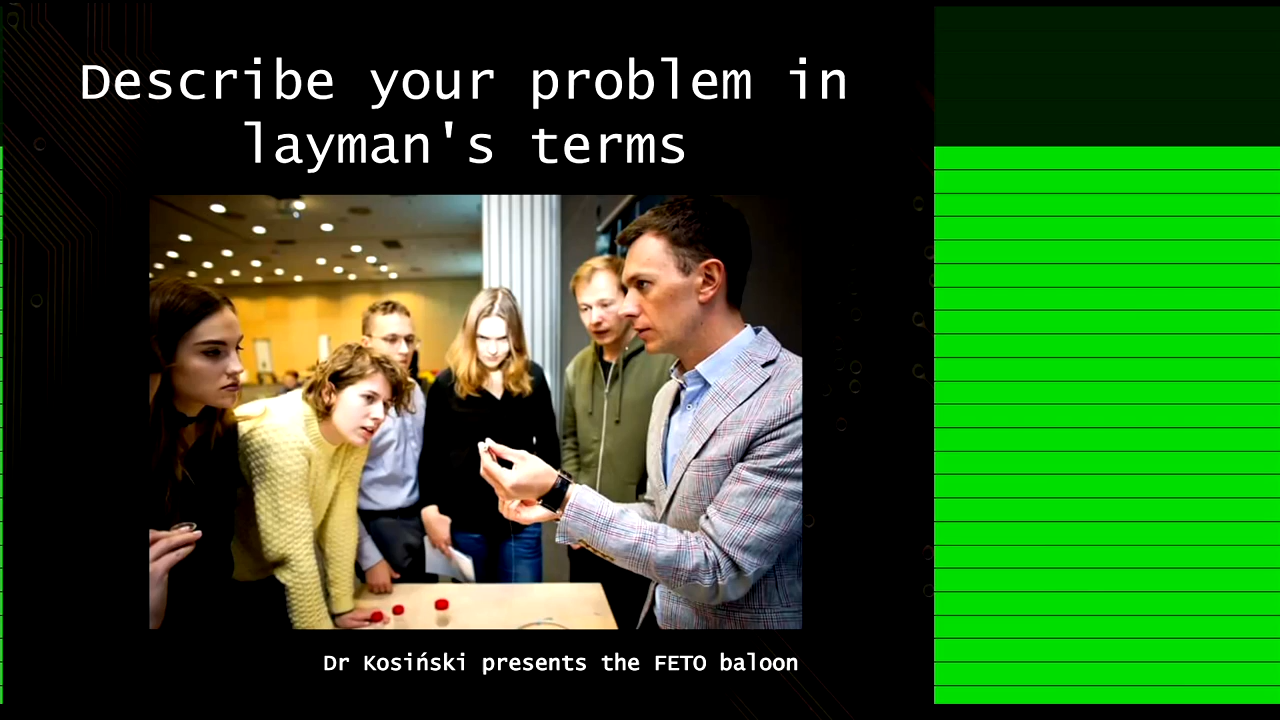 Describe your problem in
layman's terms
Dr Kosiński presents the FETO baloon